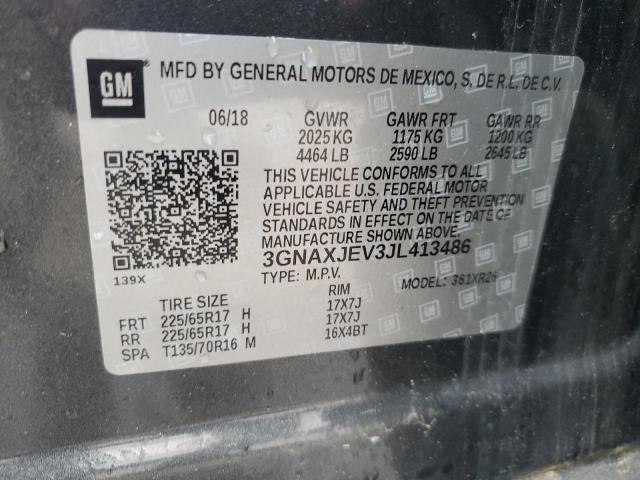 GM
MFD BY GENERAL MOTORS DE MEXICO, S. DE R.L. DE C.V.
06/18 GVWR GAWR FRT GAWR RR
2025 KG 1175 KG 1200 KG
4464 LB 2590 LB 2645 LB
THIS VEHICLE CONFORMS TO ALL
APPLICABLE U.S. FEDERAL MOTOR
VEHICLE SAFETY AND THEFT PREVENTION
STANDARDS IN EFFECT ON THE DATE OF
MANUFACTURE SHOWN ABOVE.
3GNAXJEV3JL413486
139X
TYPE: M.P.V. MODEL: 361XR26
TIRE SIZE RIM
FRT 225/65R17 H 17X7J
RR 225/65R17 H 17X7J
SPA T135/70R16 M 16X4BT